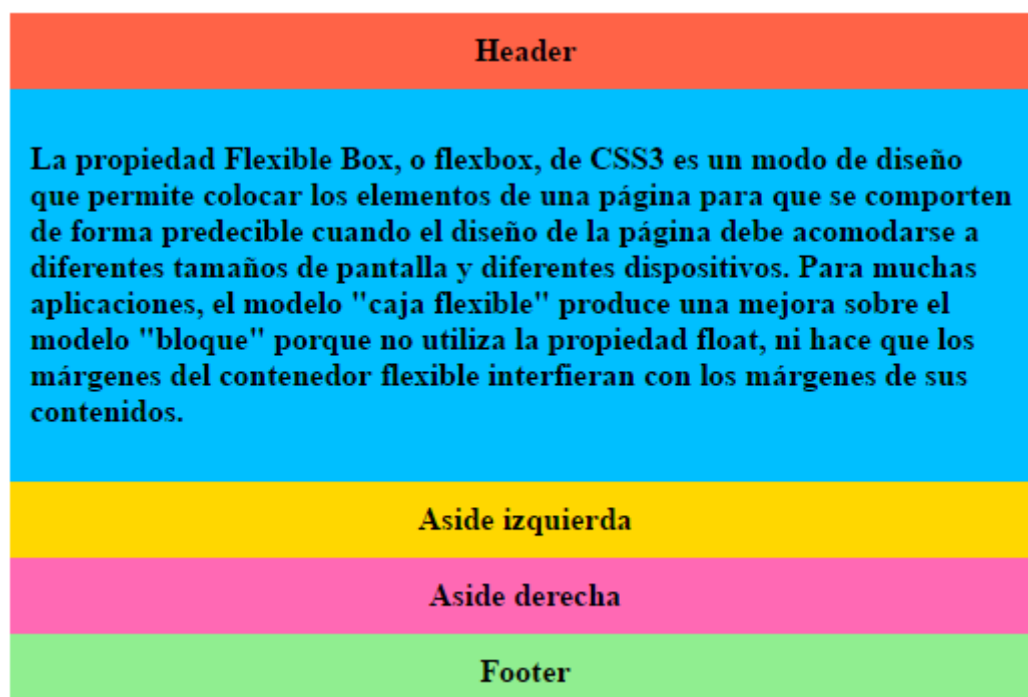 Header
La propiedad Flexible Box, o flexbox, de CSS3 es un modo de diseño
que permite colocar los elementos de una página para que se comporten
de forma predecible cuando el diseño de la página debe acomodarse a
diferentes tamaños de pantalla y diferentes dispositivos. Para muchas
aplicaciones, el modelo "caja flexible" produce una mejora sobre el
modelo "bloque" porque no utiliza la propiedad float, ni hace que los
márgenes del contenedor flexible interfieran con los márgenes de sus
contenidos.
Aside izquierda
Aside derecha
Footer